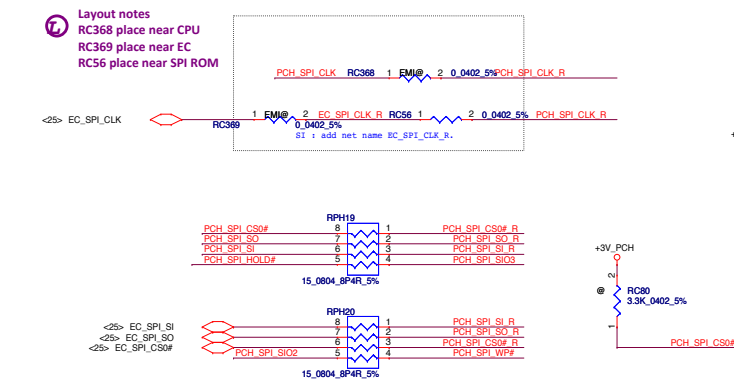 L Layout notes
RC368 place near CPU
RC369 place near EC
RC56 place near SPI ROM
PCH_SPI_CLK RC368 1 EMI@ 2 0_0402_5% PCH_SPI_CLK_R
<25> EC_SPI_CLK RC369 1 EMI@ 2 0_0402_5% EC_SPI_CLK_R RC56 1 2 0_0402_5% PCH_SPI_CLK_R
SI : add net name EC_SPI_CLK_R.
RPH19
PCH_SPI_CS0# 8 1 PCH_SPI_CS0#_R
PCH_SPI_SO 7 2 PCH_SPI_SO_R
PCH_SPI_SI 6 3 PCH_SPI_SI_R
PCH_SPI_HOLD# 5 4 PCH_SPI_SIO3
15_0804_8P4R_5%
+3V_PCH
2
@ RC80
3.3K_0402_5%
1
PCH_SPI_CS0#
RPH20
<25> EC_SPI_SI 8 1 PCH_SPI_SI_R
<25> EC_SPI_SO 7 2 PCH_SPI_SO_R
<25> EC_SPI_CS0# 6 3 PCH_SPI_CS0#_R
PCH_SPI_SIO2 5 4 PCH_SPI_WP#
15_0804_8P4R_5%